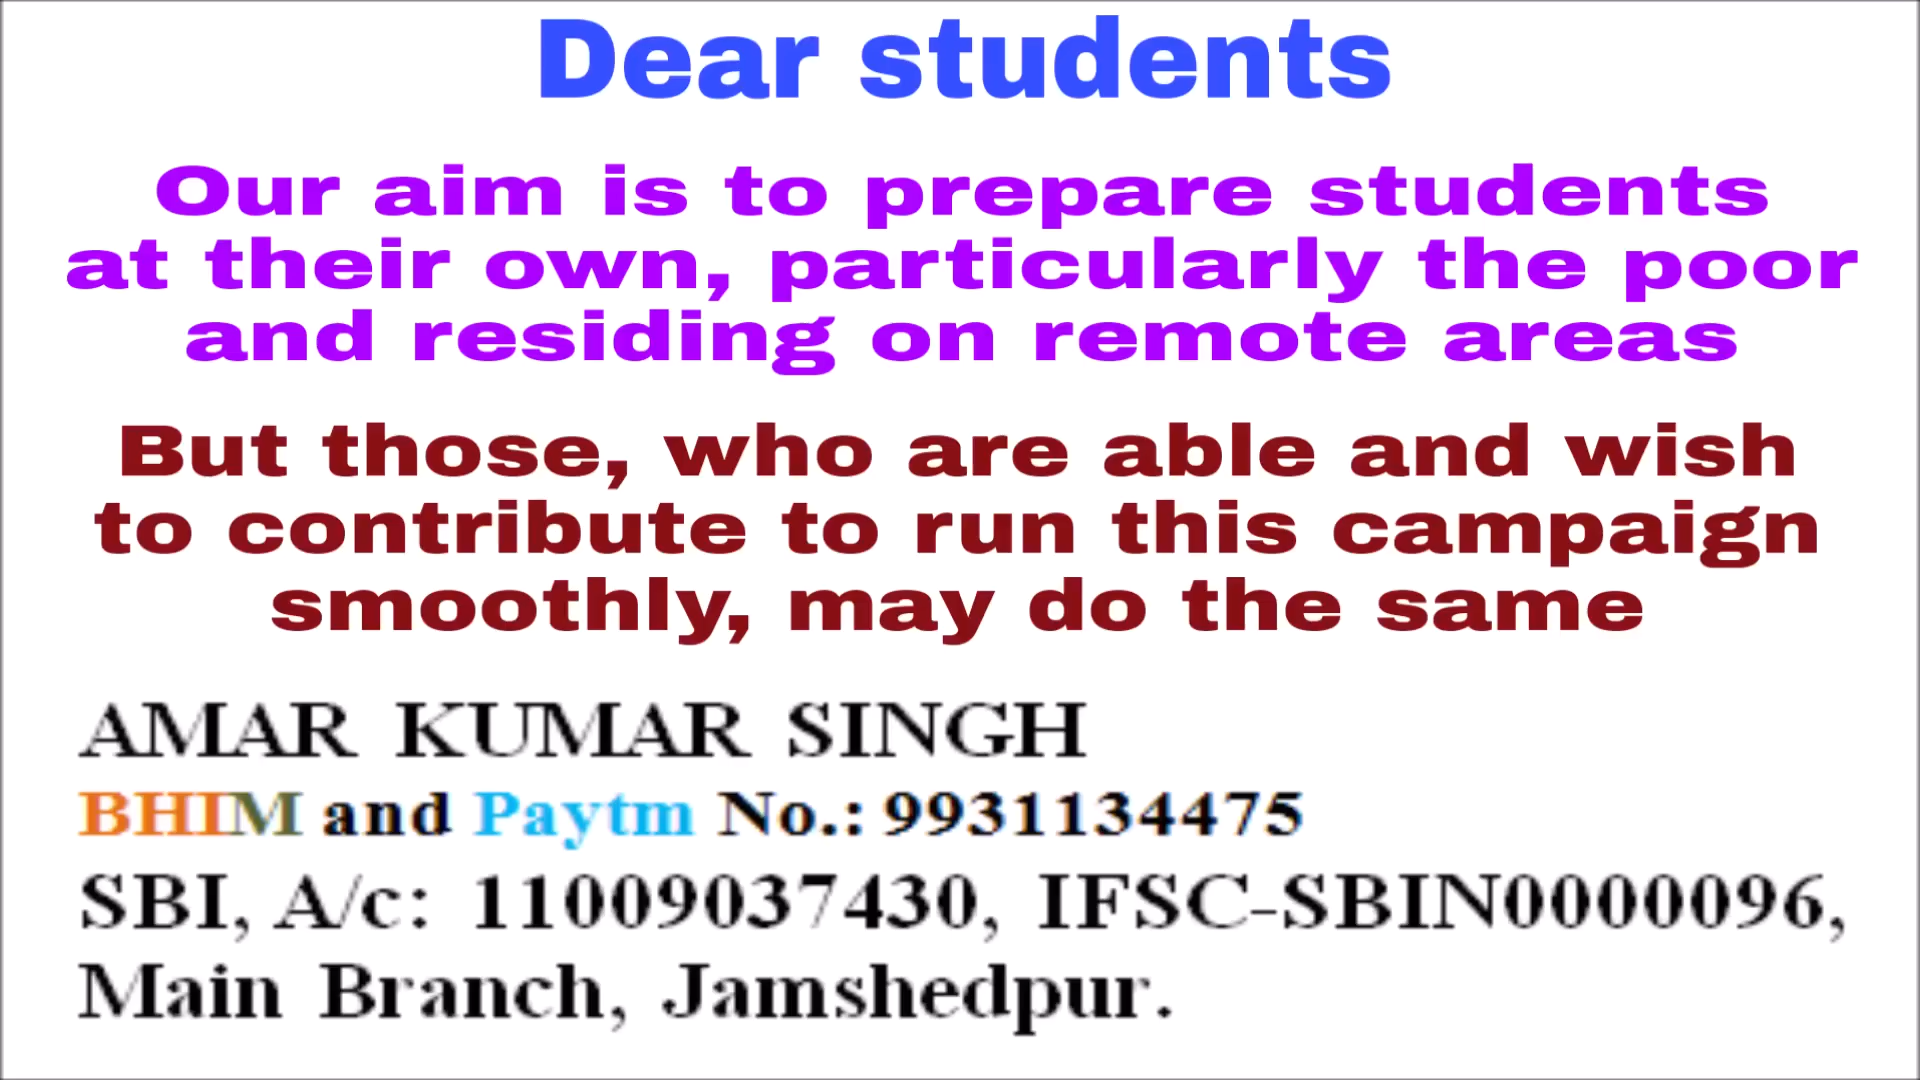 Dear students
Our aim is to prepare students
at their own, particularly the poor
and residing on remote areas
But those, who are able and wish
to contribute to run this campaign
smoothly, may do the same
AMAR KUMAR SINGH
BHIM and Paytm No.: 9931134475
SBI, A/c: 11009037430, IFSC-SBIN0000096,
Main Branch, Jamshedpur.